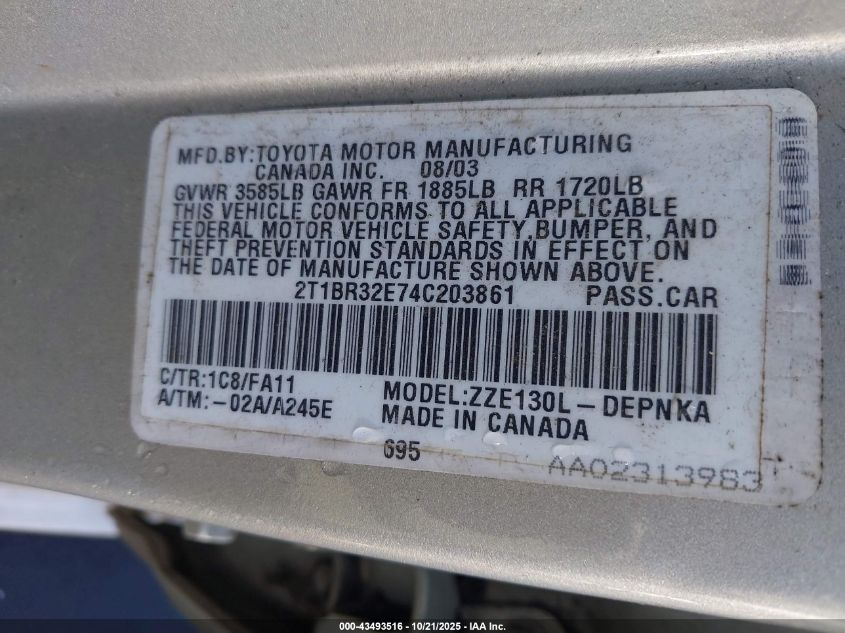 MFD.BY:TOYOTA MOTOR MANUFACTURING
CANADA INC. 08/03
GVWR 3585LB GAWR FR 1885LB RR 1720LB
THIS VEHICLE CONFORMS TO ALL APPLICABLE
FEDERAL MOTOR VEHICLE SAFETY,BUMPER, AND
THEFT PREVENTION STANDARDS IN EFFECT ON
THE DATE OF MANUFACTURE SHOWN ABOVE.
2T1BR32E74C203861 PASS.CAR
C/TR:1C8/FA11
A/TM:-02A/A245E
MODEL:ZZE130L-DEPNKA
MADE IN CANADA
695
AA02313983
000-43493516 - 10/21/2025 - IAA Inc.